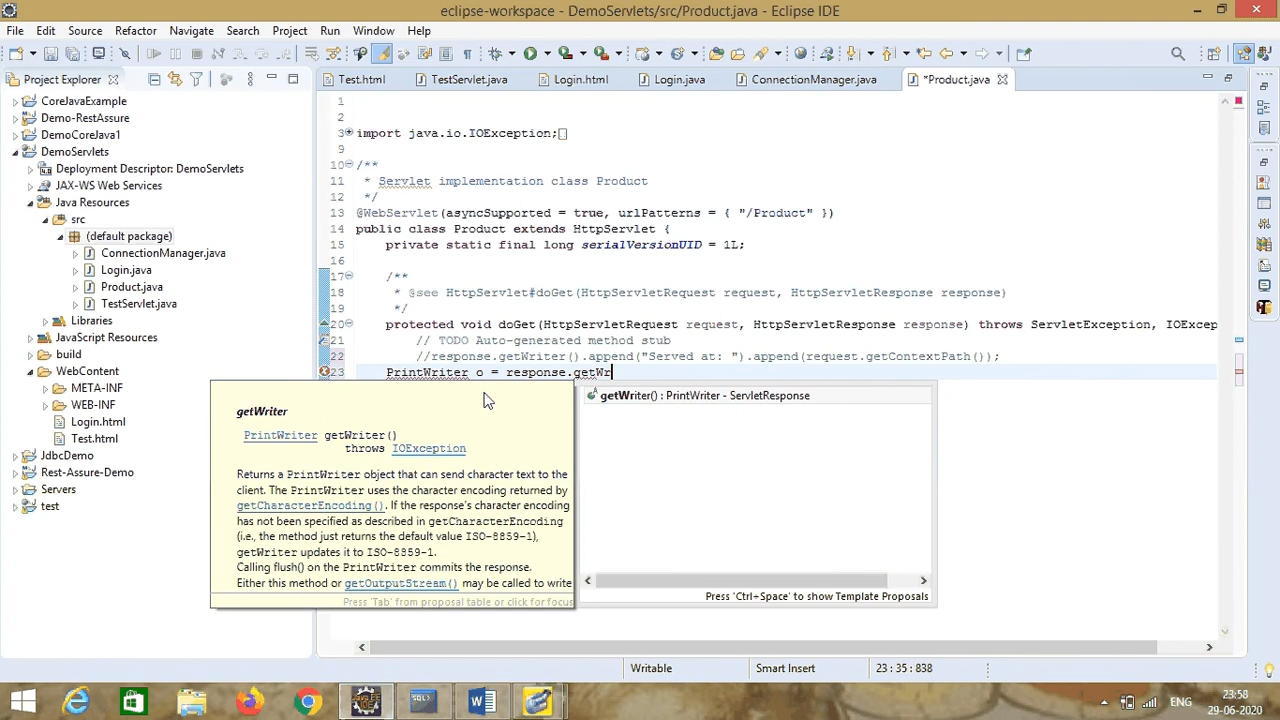 eclipse-workspace - DemoServlets/src/Product.java - Eclipse IDE
File Edit Source Refactor Navigate Search Project Run Window Help
Project Explorer
Test.html TestServlet.java Login.html Login.java ConnectionManager.java *Product.java
CoreJavaExample
Demo-RestAssure
DemoCoreJava1
DemoServlets
Deployment Descriptor: DemoServlets
JAX-WS Web Services
Java Resources
src
(default package)
ConnectionManager.java
Login.java
Product.java
TestServlet.java
Libraries
JavaScript Resources
build
WebContent
META-INF
WEB-INF
Login.html
Test.html
JdbcDemo
Rest-Assure-Demo
Servers
test
1
2
3 import java.io.IOException;
9
10 /**
11 * Servlet implementation class Product
12 */
13 @WebServlet(asyncSupported = true, urlPatterns = { "/Product" })
14 public class Product extends HttpServlet {
15 private static final long serialVersionUID = 1L;
16
17 /**
18 * @see HttpServlet#doGet(HttpServletRequest request, HttpServletResponse response)
19 */
20 protected void doGet(HttpServletRequest request, HttpServletResponse response) throws ServletException, IOExcep
21 // TODO Auto-generated method stub
22 //response.getWriter().append("Served at: ").append(request.getContextPath());
23 PrintWriter o = response.getWr
getWriter
PrintWriter getWriter()
throws IOException
Returns a PrintWriter object that can send character text to the
client. The PrintWriter uses the character encoding returned by
getCharacterEncoding(). If the response's character encoding
has not been specified as described in getCharacterEncoding
(i.e., the method just returns the default value ISO-8859-1),
getWriter updates it to ISO-8859-1.
Calling flush() on the PrintWriter commits the response.
Either this method or getOutputStream() may be called to write
Press 'Tab' from proposal table or click for focus
getWriter() : PrintWriter - ServletResponse
Press 'Ctrl+Space' to show Template Proposals
Writable Smart Insert 23 : 35 : 838
ENG
23:58
29-06-2020